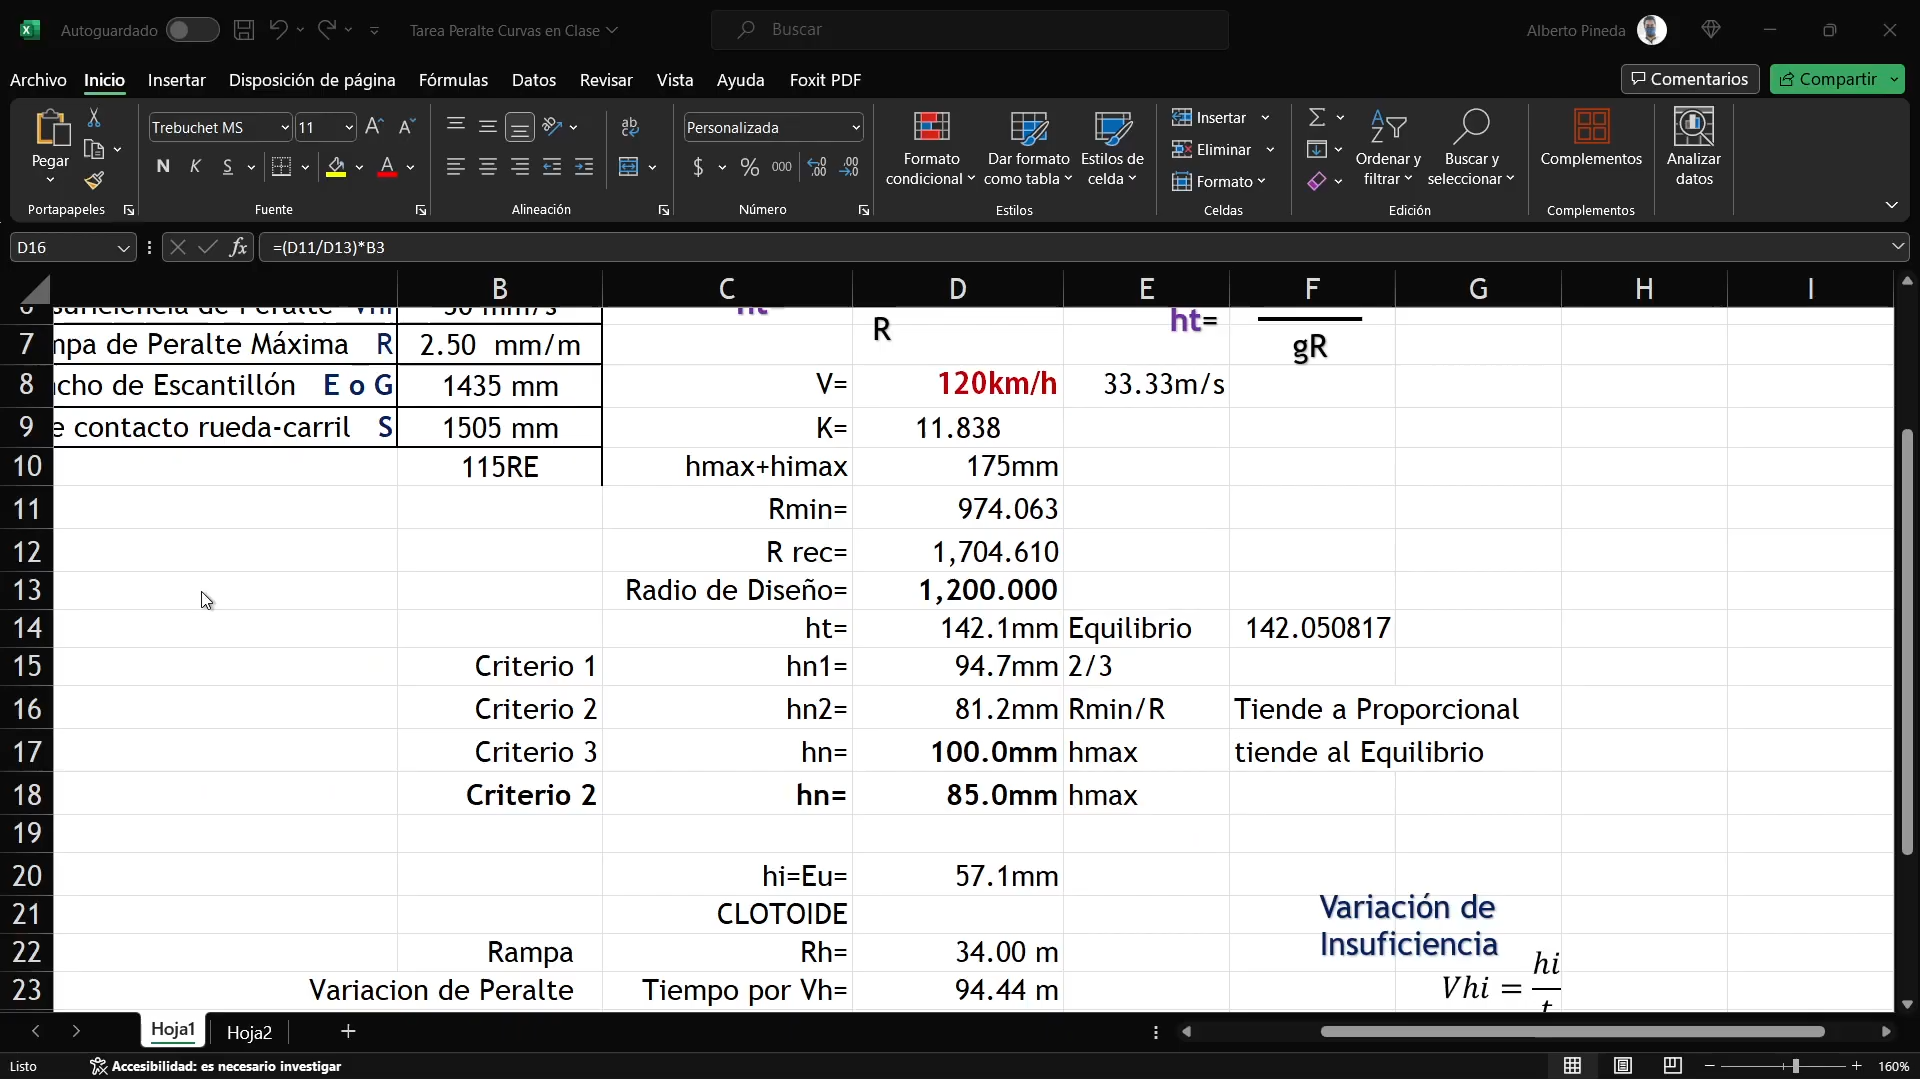 Autoguardado
Tarea Peralte Curvas en Clase
Buscar
Alberto Pineda
Archivo Inicio Insertar Disposición de página Fórmulas Datos Revisar Vista Ayuda Foxit PDF
Comentarios Compartir
Pegar
Portapapeles
Trebuchet MS 11
N K S
Fuente
Alineación
Personalizada
$ % 000
Número
Formato condicional
Dar formato como tabla
Estilos de celda
Estilos
Insertar
Eliminar
Formato
Celdas
Ordenar y filtrar
Buscar y seleccionar
Edición
Complementos
Complementos
Analizar datos
D16 fx =(D11/D13)*B3
B C D E F G H I
R ht= gR
7 mpa de Peralte Máxima R 2.50 mm/m
8 ncho de Escantillón E o G 1435 mm V= 120km/h 33.33m/s
9 e contacto rueda-carril S 1505 mm K= 11.838
10 115RE hmax+himax 175mm
11 Rmin= 974.063
12 R rec= 1,704.610
13 Radio de Diseño= 1,200.000
14 ht= 142.1mm Equilibrio 142.050817
15 Criterio 1 hn1= 94.7mm 2/3
16 Criterio 2 hn2= 81.2mm Rmin/R Tiende a Proporcional
17 Criterio 3 hn= 100.0mm hmax tiende al Equilibrio
18 Criterio 2 hn= 85.0mm hmax
19
20 hi=Eu= 57.1mm
21 CLOTOIDE Variación de
Insuficiencia
22 Rampa Rh= 34.00 m
23 Variacion de Peralte Tiempo por Vh= 94.44 m Vhi = hi
Hoja1 Hoja2
Listo Accesibilidad: es necesario investigar 160%